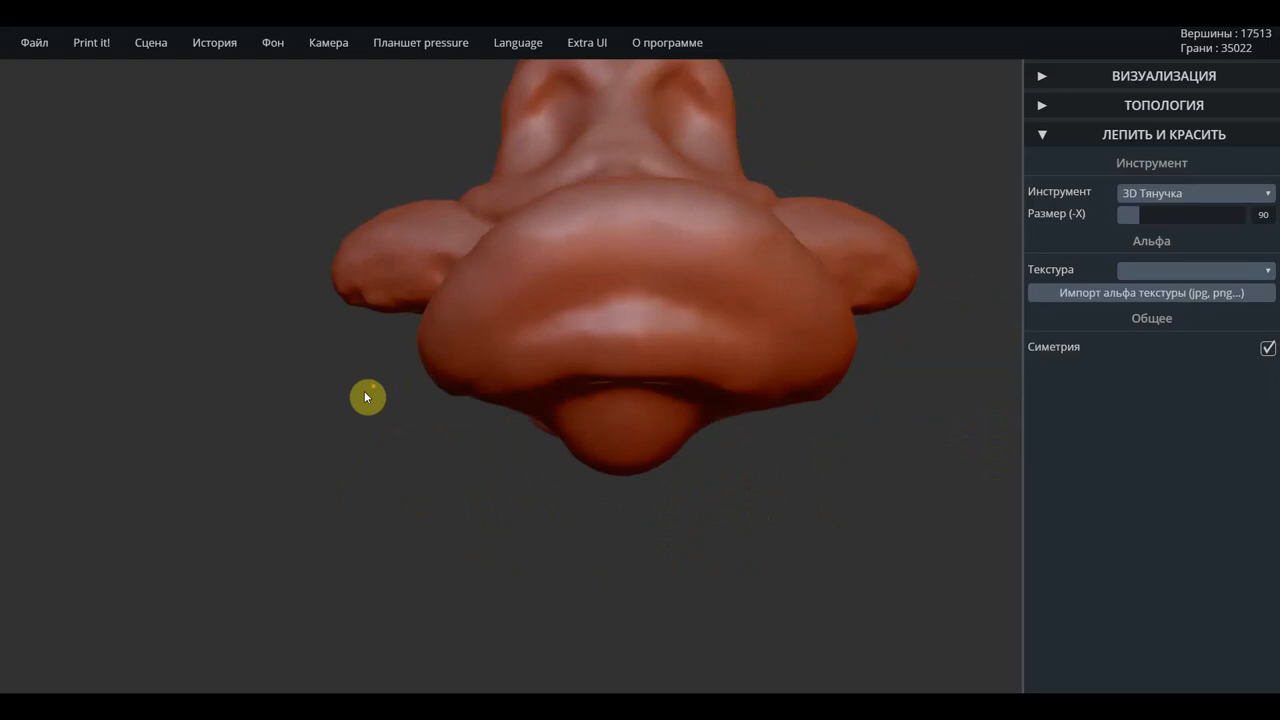 Файл Print it! Сцена История Фон Камера Планшет pressure Language Extra UI О программе
Вершины : 17513
Грани : 35022
ВИЗУАЛИЗАЦИЯ
ТОПОЛОГИЯ
ЛЕПИТЬ И КРАСИТЬ
Инструмент
Инструмент 3D Тянучка
Размер (-X) 90
Альфа
Текстура
Импорт альфа текстуры (jpg, png...)
Общее
Симетрия